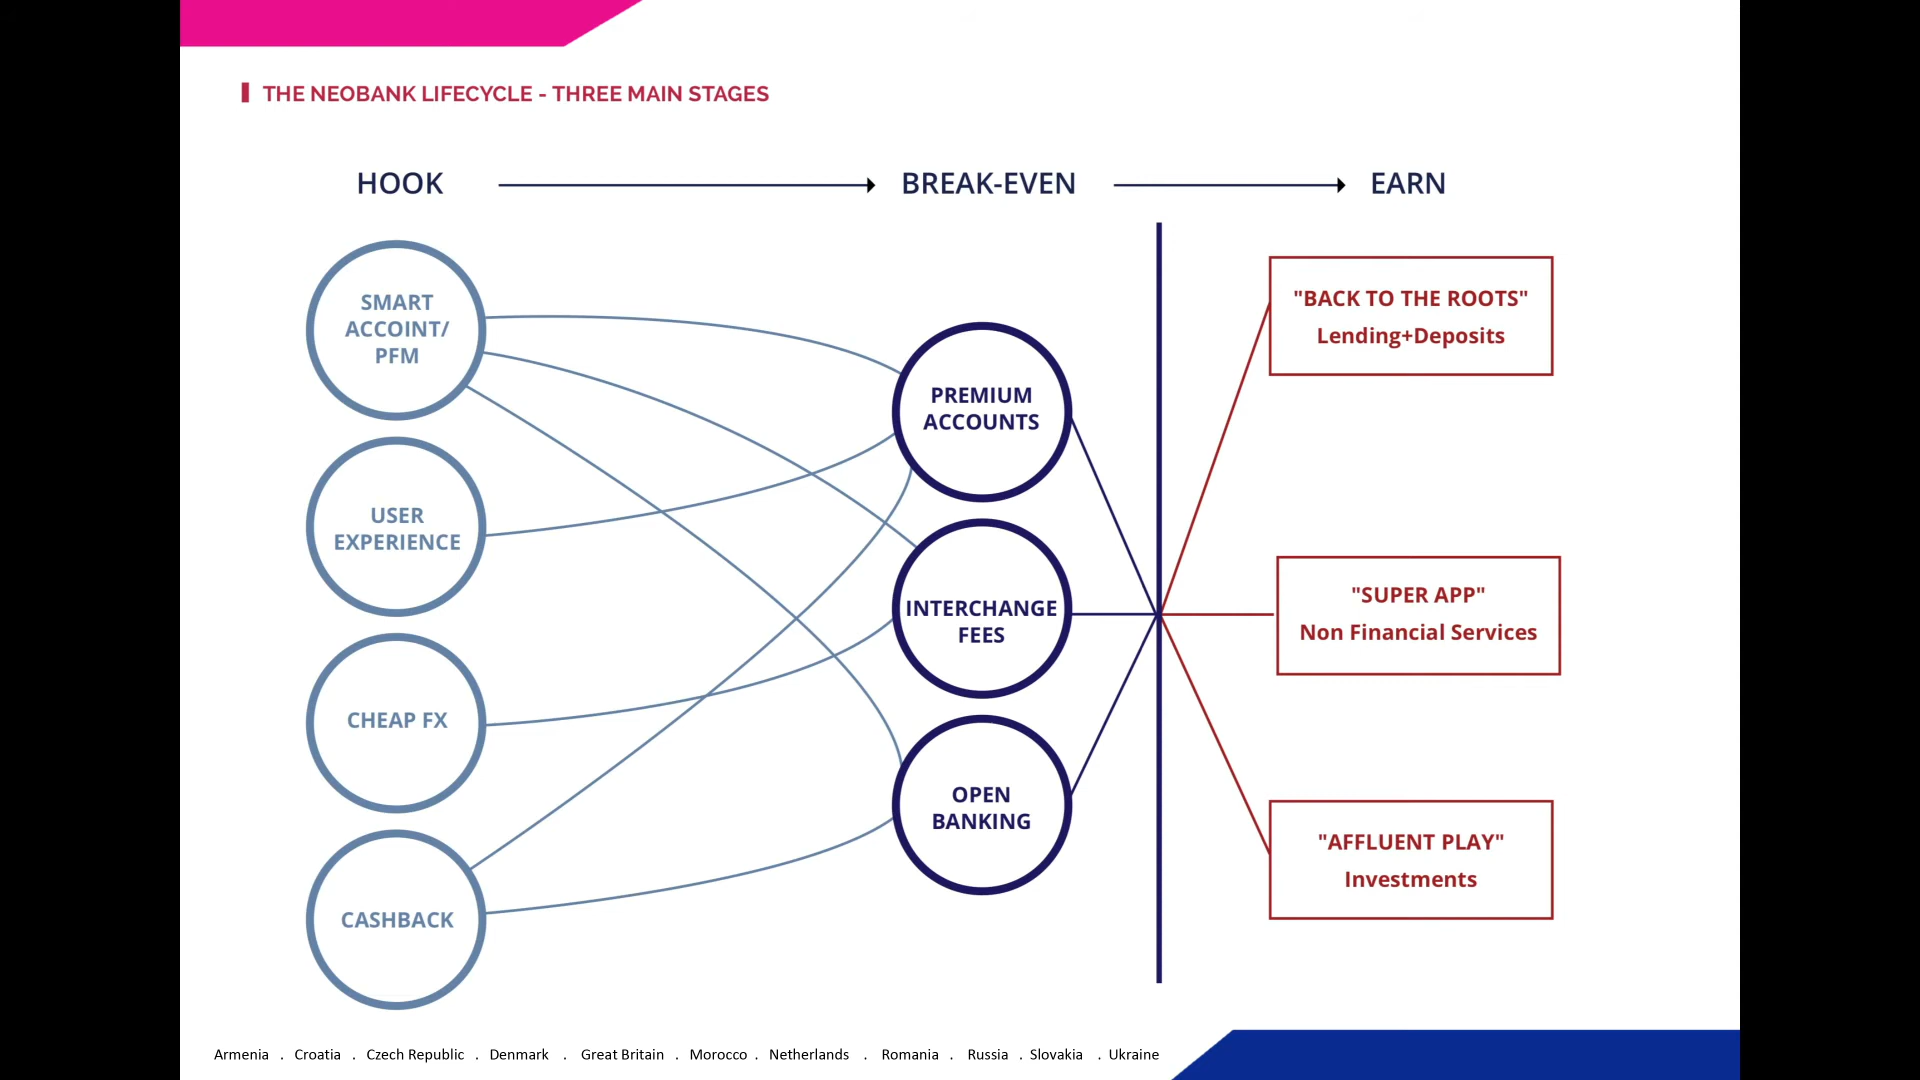 THE NEOBANK LIFECYCLE - THREE MAIN STAGES
HOOK
BREAK-EVEN
EARN
SMART
ACCOINT/
PFM
USER
EXPERIENCE
CHEAP FX
CASHBACK
PREMIUM
ACCOUNTS
INTERCHANGE
FEES
OPEN
BANKING
"BACK TO THE ROOTS"
Lending+Deposits
"SUPER APP"
Non Financial Services
"AFFLUENT PLAY"
Investments
Armenia . Croatia . Czech Republic . Denmark . Great Britain . Morocco . Netherlands . Romania . Russia . Slovakia . Ukraine